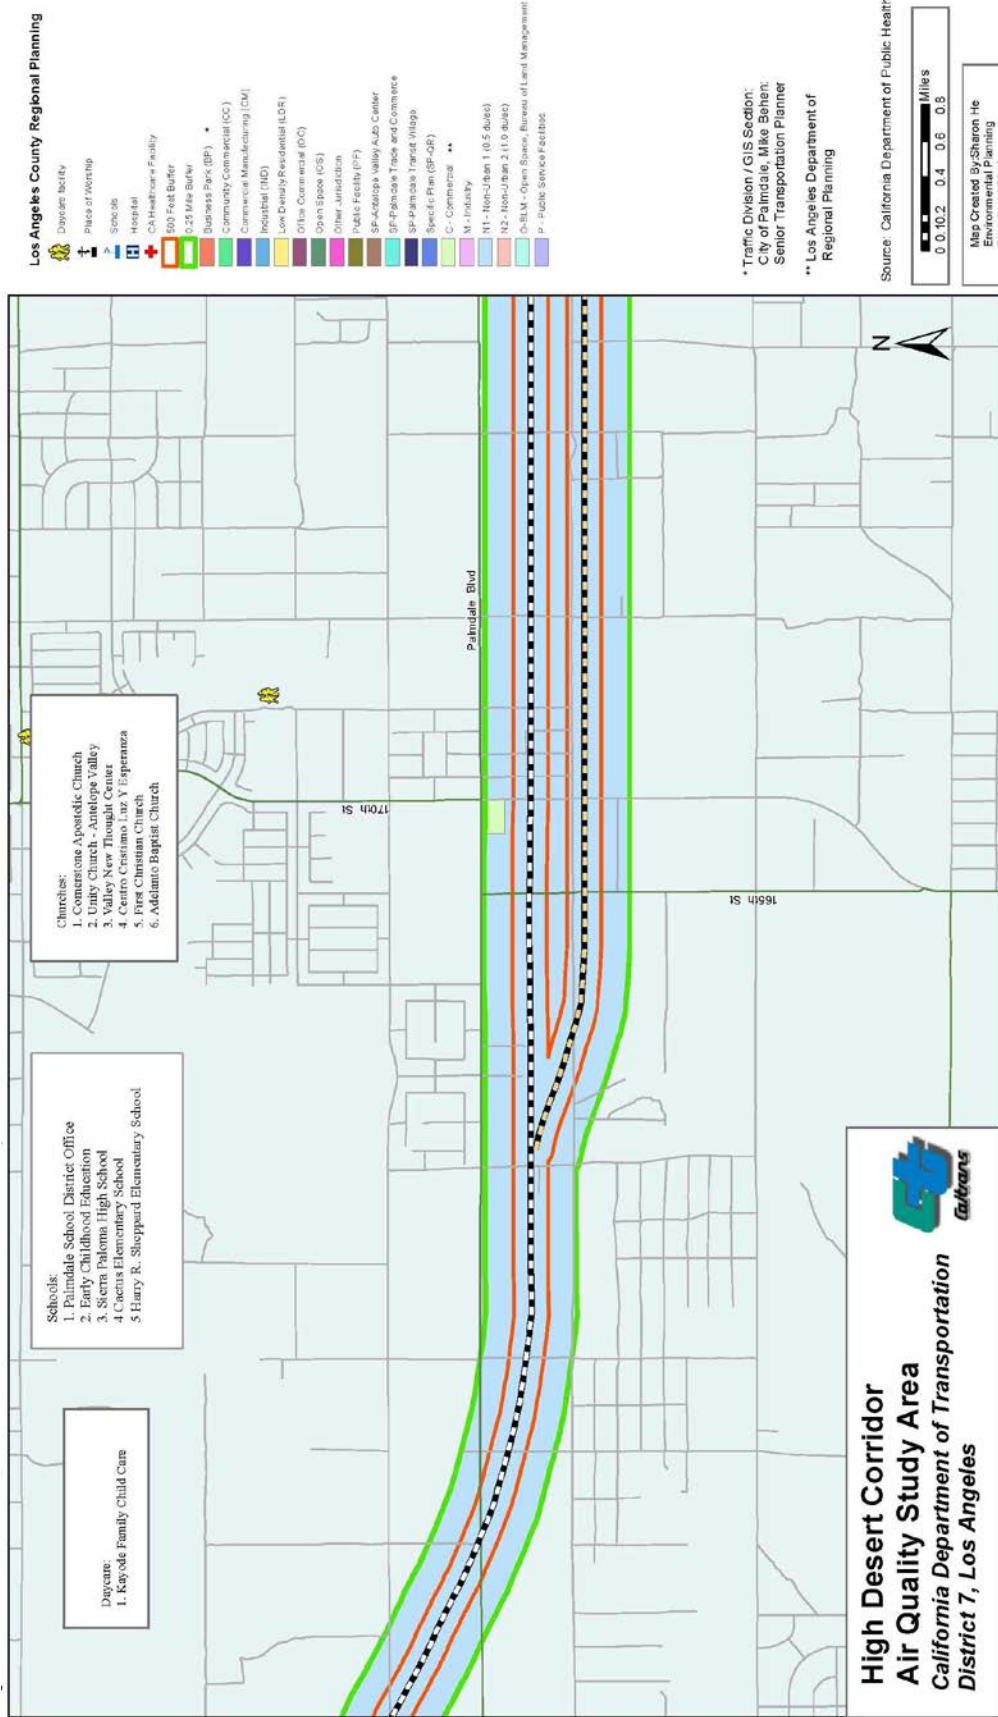 Los Angeles County Regional Planning
Daycare facility
Place of Worship
Schools
Hospital
CA Healthcare Facility
500 Feet Buffer
0.25 Mile Buffer
Business Park (BP) *
Community Commercial (CC)
Commercial Manufacturing (CM)
Industrial (IND)
Low Density Residential (LDR)
Office Commercial (OC)
Open Space (OS)
Other Jurisdiction
Public Facility (PF)
SP-Antelope Valley Auto Center
SP-Palmdale Trade and Commerce
SP-Palmdale Transit Village
Specific Plan (SP-QR)
C - Commercial **
M - Industry
N1 - Non-Urban 1 (0.5 du/ac)
N2 - Non-Urban 2 (1.0 du/ac)
O-BLM - Open Space, Bureau of Land Management
P - Public Service Facilities
* Traffic Division / GIS Section:
City of Palmdale, Mike Behen:
Senior Transportation Planner
** Los Angeles Department of
Regional Planning
Source: California Department of Public Health
0 0.10.2 0.4 0.6 0.8
Miles
Map Created By:Sharon He
Environmental Planning
Daycare:
1. Kayode Family Child Care
Schools:
1. Palmdale School District Office
2. Early Childhood Education
3. Sierra Paloma High School
4 Cactus Elementary School
5 Harry R. Sheppard Elementary School
Churches:
1. Cornerstone Apostolic Church
2. Unity Church - Antelope Valley
3. Valley New Thought Center
4. Centro Cristiano Luz Y Esperanza
5. First Christian Church
6. Adelanto Baptist Church
170th St
Palmdale Blvd
165th St
N
High Desert Corridor
Air Quality Study Area
California Department of Transportation
District 7, Los Angeles
Caltrans